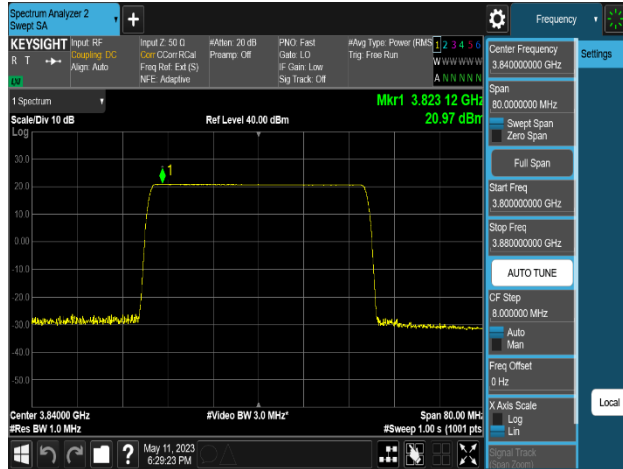 Spectrum Analyzer 2
Swept SA
Frequency
KEYSIGHT
R T
Input: RF
Coupling: DC
Align: Auto
Input Z: 50 Ω
Corr CCorr RCal
Freq Ref: Ext (S)
NFE: Adaptive
#Atten: 20 dB
Preamp: Off
PNO: Fast
Gate: LO
IF Gain: Low
Sig Track: Off
#Avg Type: Power (RMS
Trig: Free Run
1 2 3 4 5 6
W W W W W W
A N N N N N
1 Spectrum
Scale/Div 10 dB
Log
Ref Level 40.00 dBm
Mkr1 3.823 12 GHz
20.97 dBm
1
30.0
20.0
10.0
0.00
-10.0
-20.0
-30.0
-40.0
-50.0
Center 3.84000 GHz
#Res BW 1.0 MHz
#Video BW 3.0 MHz*
Span 80.00 MHz
#Sweep 1.00 s (1001 pts
May 11, 2023
6:29:23 PM
Center Frequency
3.840000000 GHz
Span
80.0000000 MHz
Swept Span
Zero Span
Full Span
Start Freq
3.800000000 GHz
Stop Freq
3.880000000 GHz
AUTO TUNE
CF Step
8.000000 MHz
Auto
Man
Freq Offset
0 Hz
X Axis Scale
Log
Lin
Signal Track
(Span Zoom)
Settings
Local